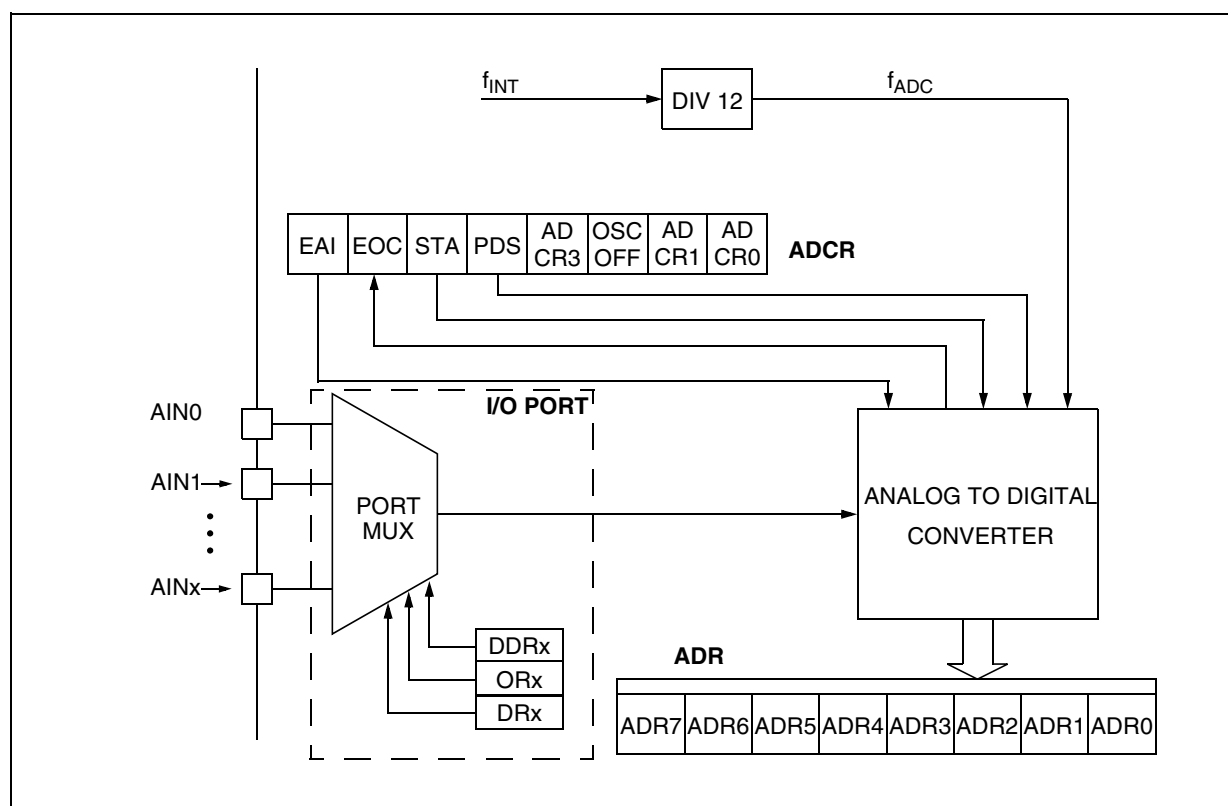 fINT
DIV 12
fADC
EAI EOC STA PDS AD CR3 OSC OFF AD CR1 AD CR0
ADCR
I/O PORT
AIN0
AIN1
AINx
PORT
MUX
ANALOG TO DIGITAL
CONVERTER
DDRx
ORx
DRx
ADR
ADR7 ADR6 ADR5 ADR4 ADR3 ADR2 ADR1 ADR0